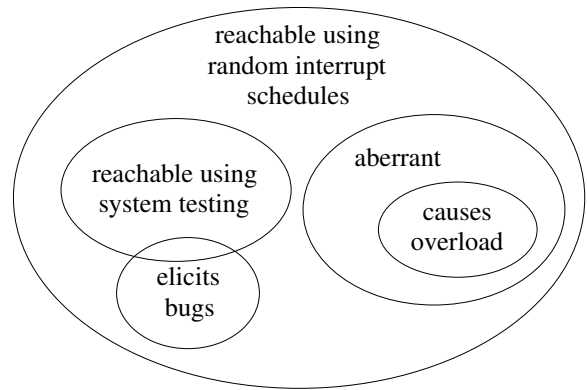 reachable using
random interrupt
schedules
reachable using
system testing
aberrant
causes
overload
elicits
bugs